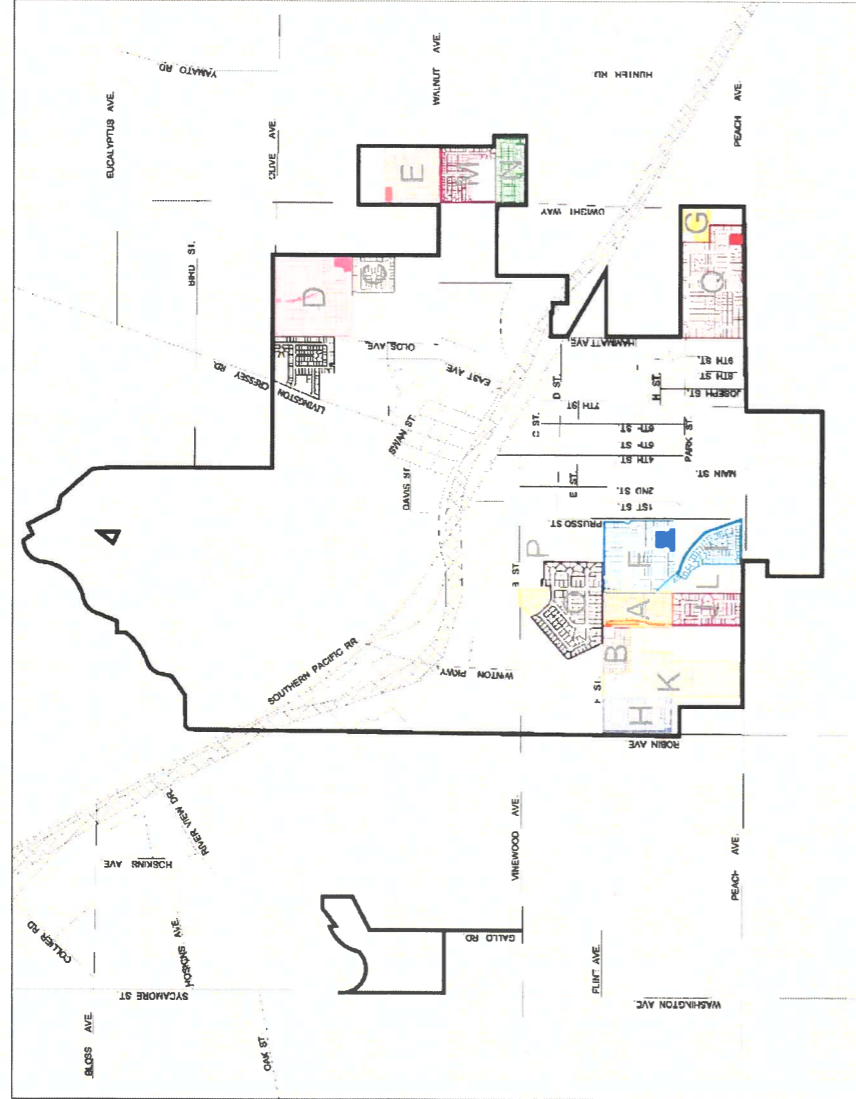 YAMATO RD
EUCALYPTUS AVE.
WALNUT AVE.
HUNTER RD
PEACH AVE.
OLIVE AVE.
BIRD ST.
E
M
N
DWIGHT WAY
G
Q
D
C
OLDS AVE
LIVINGSTON CRESSEY RD
EAST AVE
HAMMATT AVE
9TH ST.
8TH ST.
JOSEPH ST.
D ST.
H ST.
7TH ST
C ST.
SWAN ST.
6TH ST
4TH ST
PARK ST.
MAIN ST.
DAVIS ST
E ST.
2ND ST.
1ST ST.
PRUSSO ST.
P
B ST.
F
L
I
A
J
B
K
H
F ST.
WINTON PKWY.
SOUTHERN PACIFIC RR
ROBIN AVE
RIVER VIEW DR.
HOSKINS AVE
VINEWOOD AVE.
PEACH AVE.
COLLIER RD
GALLO RD
HOSKINS AVE.
SYCAMORE ST.
FLINT AVE.
WASHINGTON AVE
BLOSS AVE.
OAK ST.